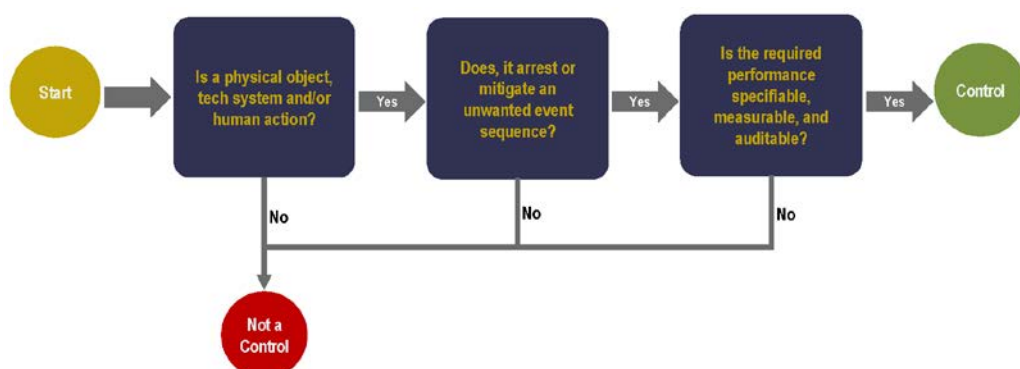 Start
Is a physical object,
tech system and/or
human action?
Yes
Does, it arrest or
mitigate an
unwanted event
sequence?
Yes
Is the required
performance
specifiable,
measurable, and
auditable?
Yes
Control
No
No
No
Not a
Control